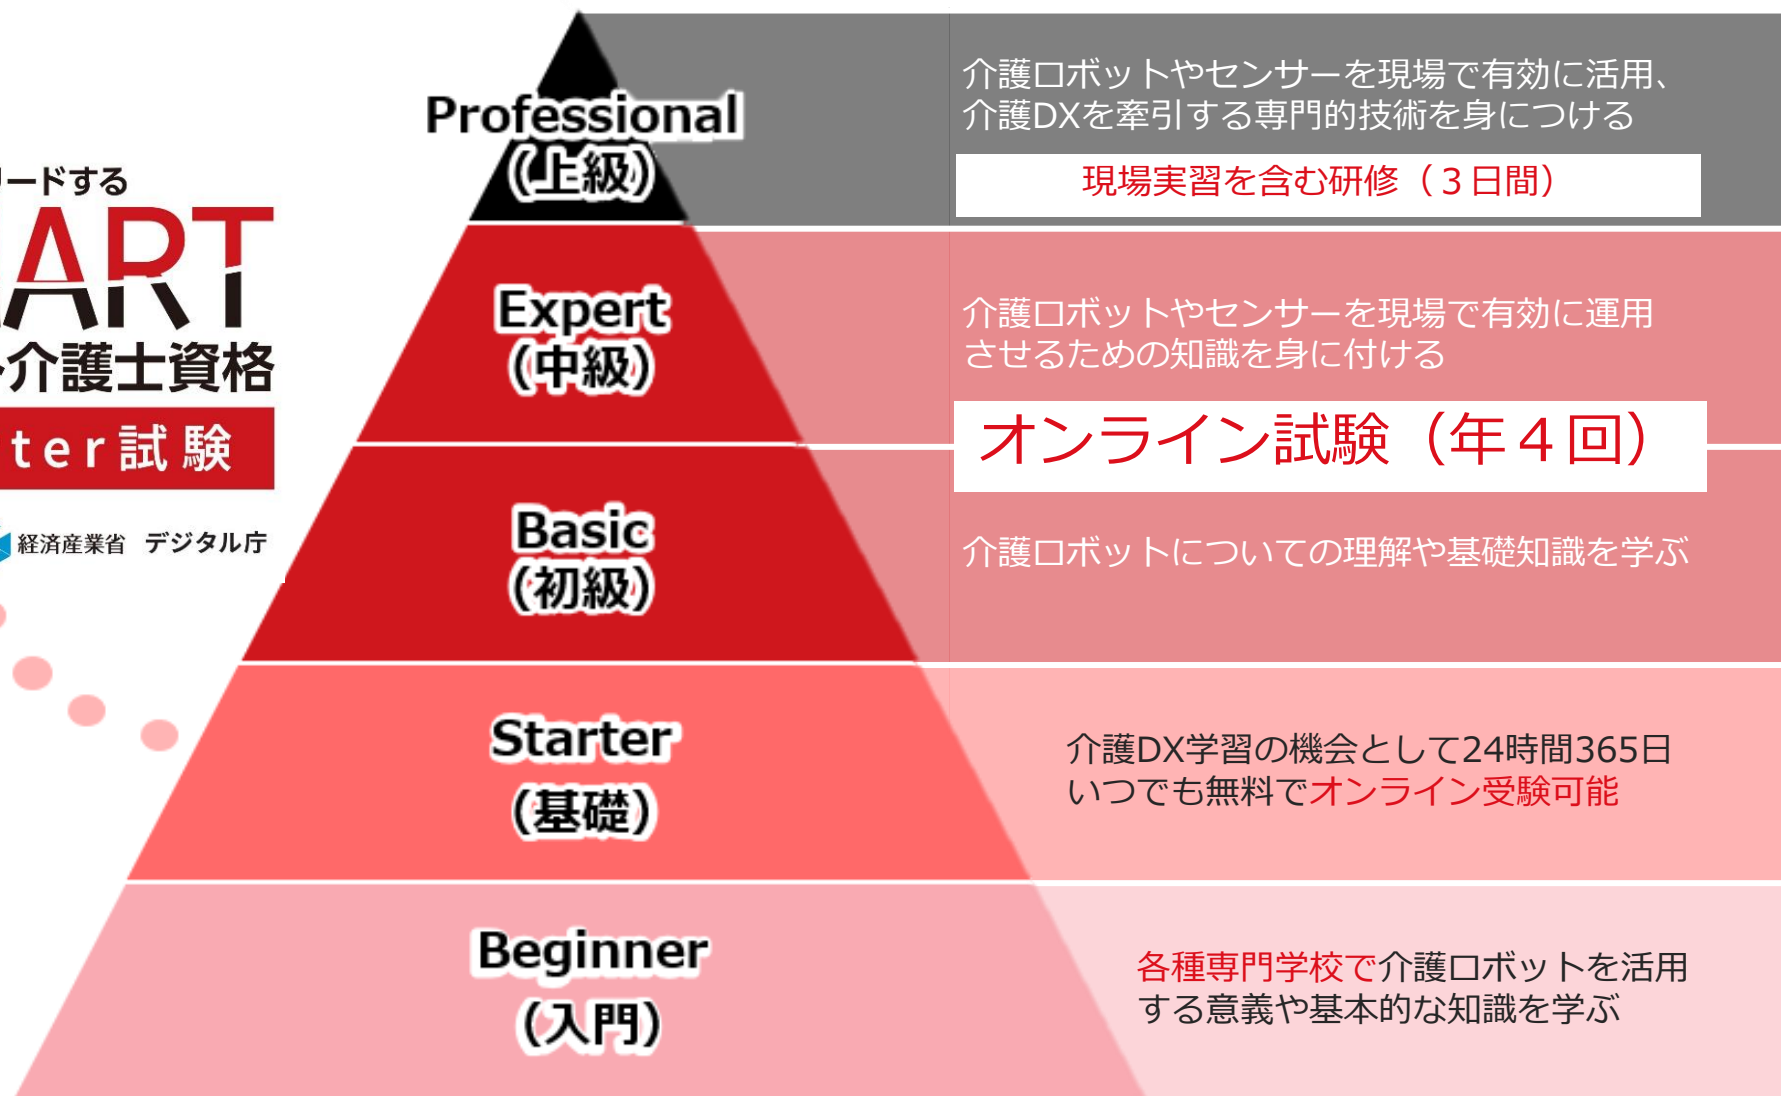 ードする
ART
介護士資格
ter試験
経済産業省 デジタル庁
Professional
（上級）
介護ロボットやセンサーを現場で有効に活用、
介護DXを牽引する専門的技術を身につける
現場実習を含む研修（３日間）
Expert
（中級）
介護ロボットやセンサーを現場で有効に運用
させるための知識を身に付ける
オンライン試験（年４回）
Basic
（初級）
介護ロボットについての理解や基礎知識を学ぶ
Starter
（基礎）
介護DX学習の機会として24時間365日
いつでも無料でオンライン受験可能
Beginner
（入門）
各種専門学校で介護ロボットを活用
する意義や基本的な知識を学ぶ